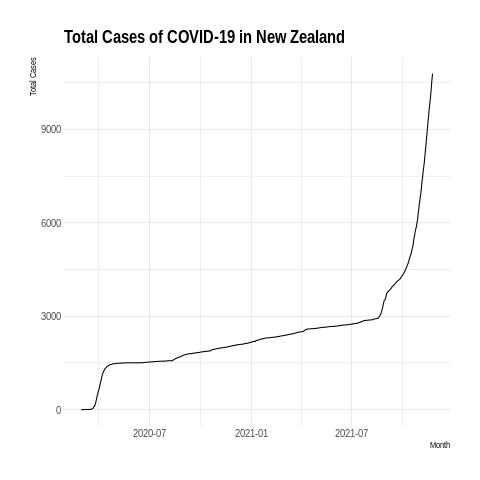 Total Cases of COVID-19 in New Zealand
Total Cases
9000
6000
3000
0
2020-07
2021-01
2021-07
Month